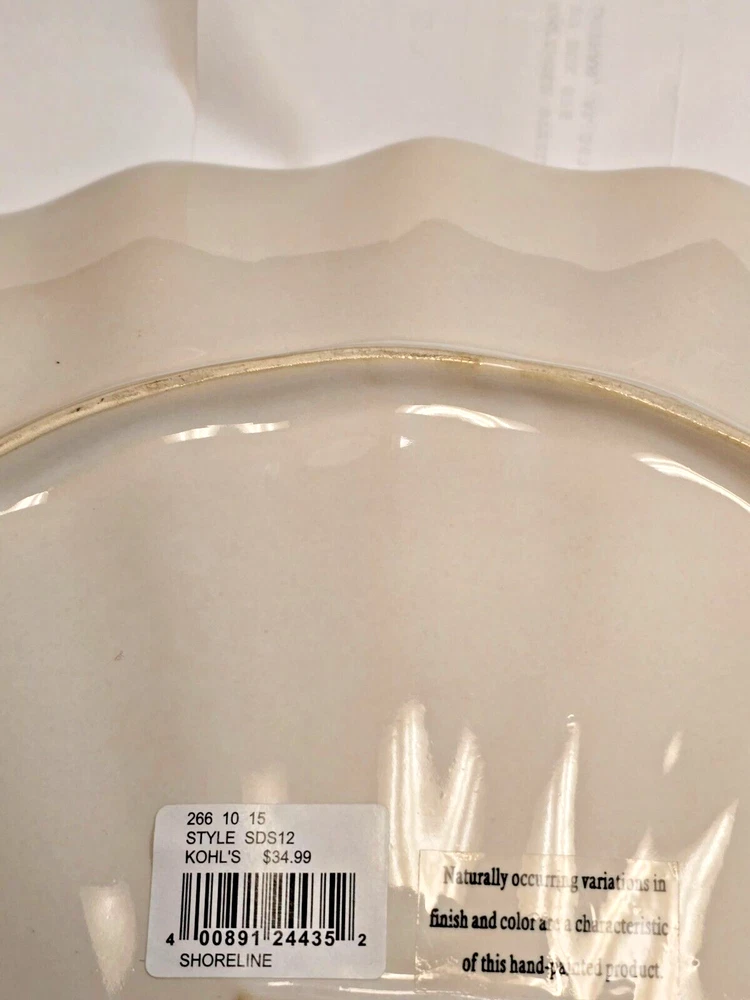 266 10 15
STYLE SDS12
KOHL'S $34.99
4 00891 24435 2
SHORELINE
Naturally occurring variations in
finish and color are a characteristic
of this hand-painted product.